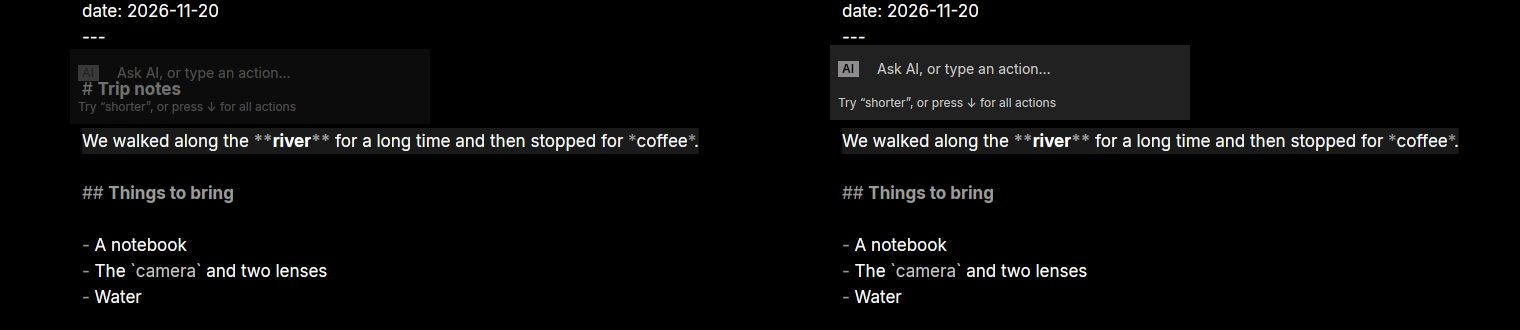 date: 2026-11-20
---
AI Ask AI, or type an action...
# Trip notes
Try “shorter”, or press ↓ for all actions
We walked along the **river** for a long time and then stopped for *coffee*.
## Things to bring
- A notebook
- The `camera` and two lenses
- Water
date: 2026-11-20
---
AI Ask AI, or type an action...
Try “shorter”, or press ↓ for all actions
We walked along the **river** for a long time and then stopped for *coffee*.
## Things to bring
- A notebook
- The `camera` and two lenses
- Water